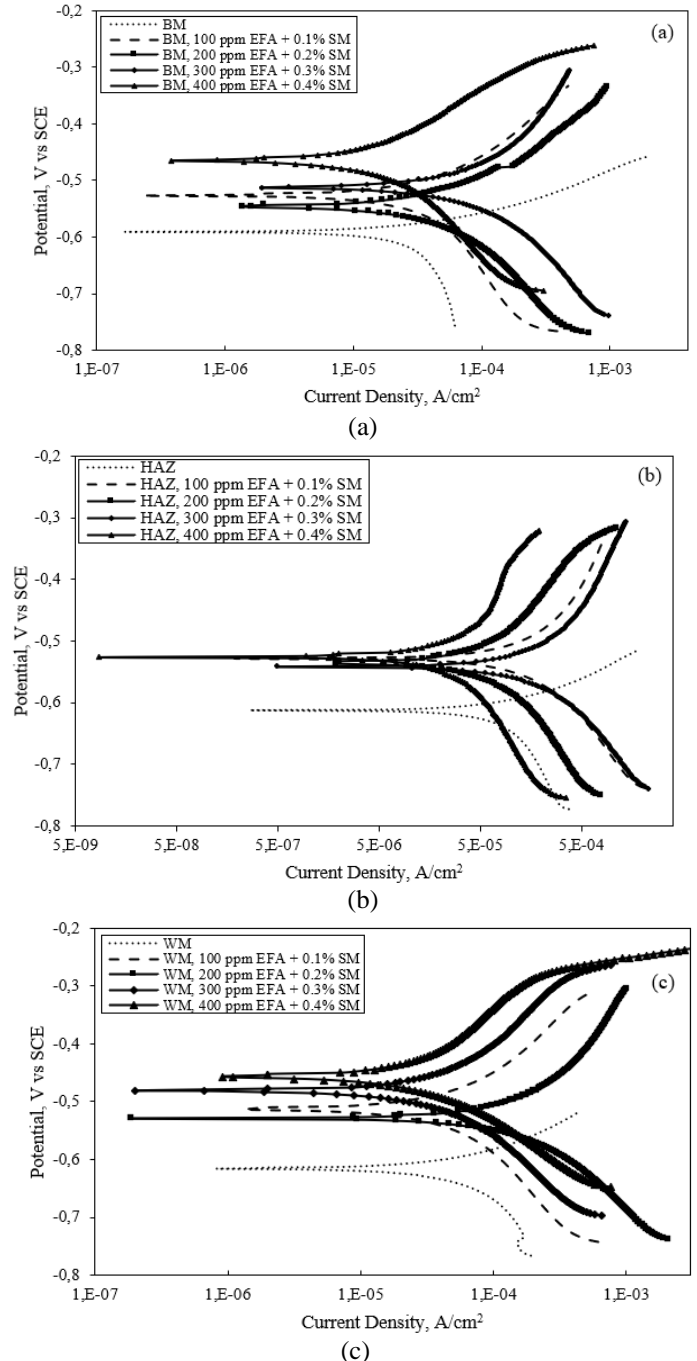 BM
BM, 100 ppm EFA + 0.1% SM
BM, 200 ppm EFA + 0.2% SM
BM, 300 ppm EFA + 0.3% SM
BM, 400 ppm EFA + 0.4% SM
(a)
Potential, V vs SCE
-0,2
-0,3
-0,4
-0,5
-0,6
-0,7
-0,8
1,E-07 1,E-06 1,E-05 1,E-04 1,E-03
Current Density, A/cm²
(a)
HAZ
HAZ, 100 ppm EFA + 0.1% SM
HAZ, 200 ppm EFA + 0.2% SM
HAZ, 300 ppm EFA + 0.3% SM
HAZ, 400 ppm EFA + 0.4% SM
(b)
Potential, V vs SCE
-0,2
-0,3
-0,4
-0,5
-0,6
-0,7
-0,8
5,E-09 5,E-08 5,E-07 5,E-06 5,E-05 5,E-04
Current Density, A/cm²
(b)
WM
WM, 100 ppm EFA + 0.1% SM
WM, 200 ppm EFA + 0.2% SM
WM, 300 ppm EFA + 0.3% SM
WM, 400 ppm EFA + 0.4% SM
(c)
Potential, V vs SCE
-0,2
-0,3
-0,4
-0,5
-0,6
-0,7
-0,8
1,E-07 1,E-06 1,E-05 1,E-04 1,E-03
Current Density, A/cm²
(c)